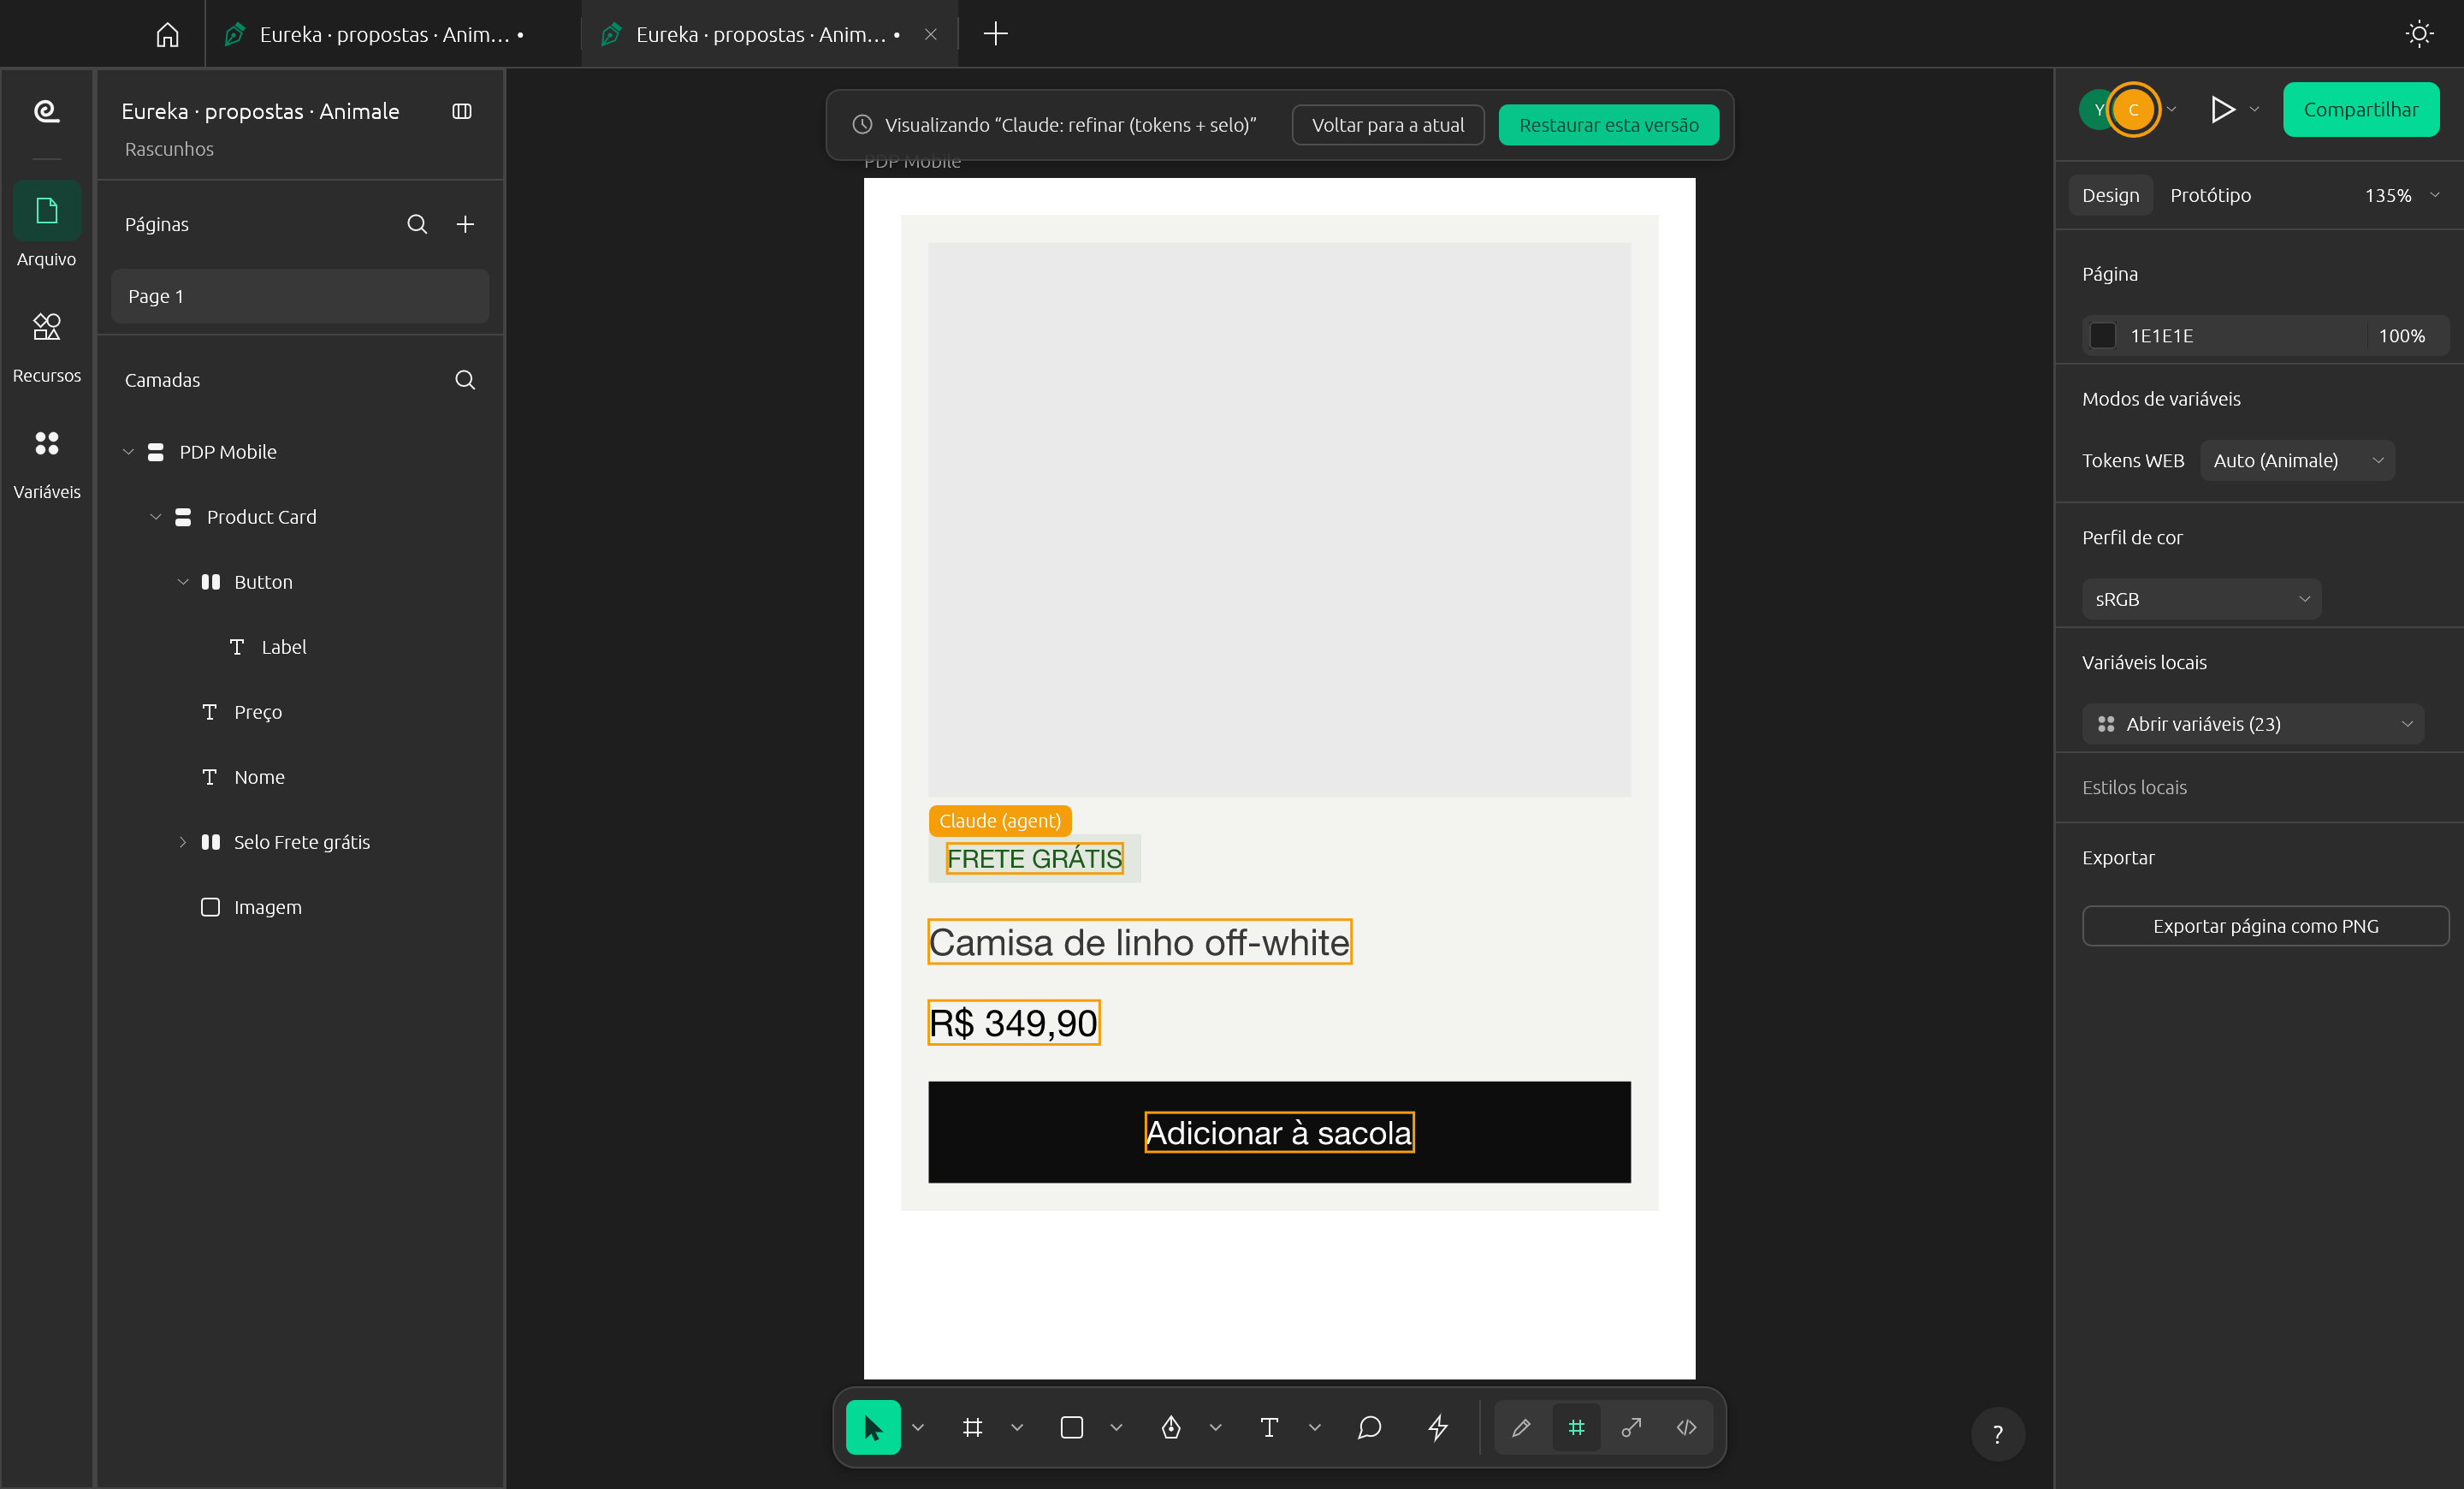 Eureka · propostas · Anim… •
Eureka · propostas · Anim… •
Eureka · propostas · Animale
Rascunhos
Arquivo
Recursos
Variáveis
Páginas
Page 1
Camadas
PDP Mobile
Product Card
Button
Label
Preço
Nome
Selo Frete grátis
Imagem
Visualizando “Claude: refinar (tokens + selo)”
Voltar para a atual
Restaurar esta versão
PDP Mobile
Claude (agent)
FRETE GRÁTIS
Camisa de linho off-white
R$ 349,90
Adicionar à sacola
Y
C
Compartilhar
Design
Protótipo
135%
Página
1E1E1E
100%
Modos de variáveis
Tokens WEB
Auto (Animale)
Perfil de cor
sRGB
Variáveis locais
Abrir variáveis (23)
Estilos locais
Exportar
Exportar página como PNG
?